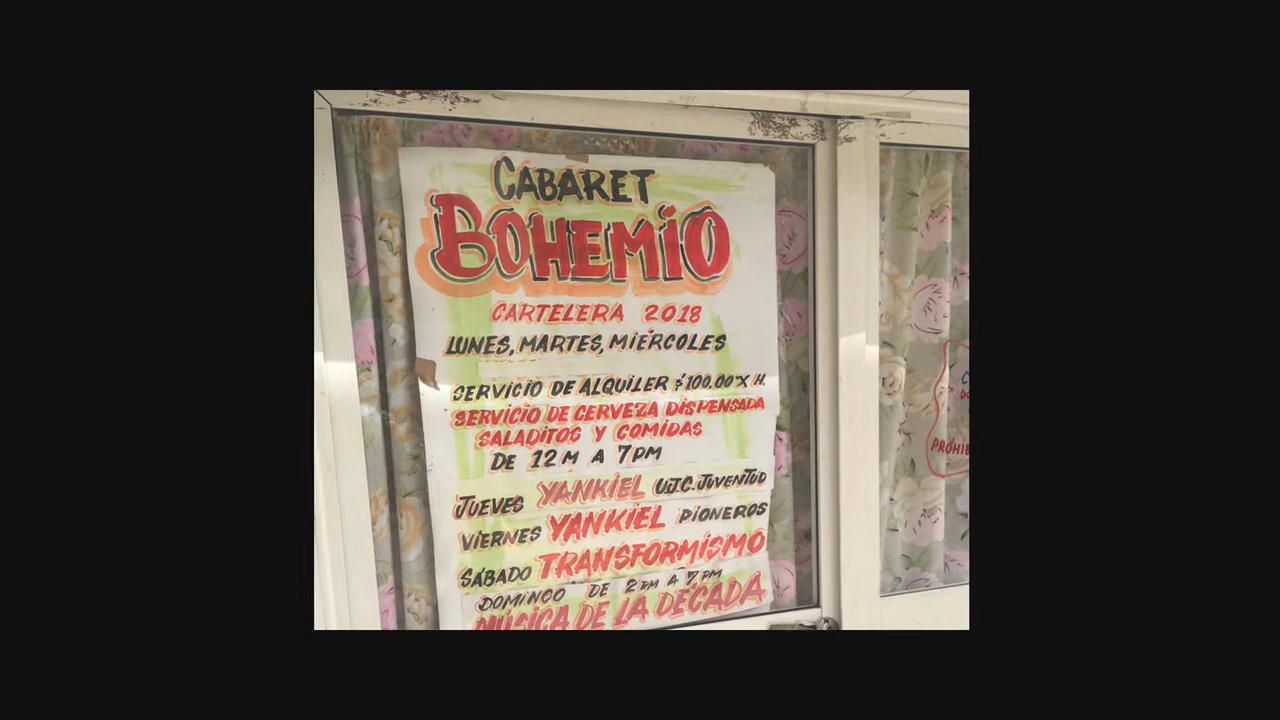 CABARET
BOHEMIO
CARTELERA 2018
LUNES, MARTES, MIÉRCOLES
SERVICIO DE ALQUILER $100.00 X H.
SERVICIO DE CERVEZA DISPENSADA
SALADITOS Y COMIDAS
DE 12M A 7PM
JUEVES YANKIEL U.J.C. JUVENTUD
VIERNES YANKIEL PIONEROS
SÁBADO TRANSFORMISMO
DOMINGO DE 2PM A 7PM
MÚSICA DE LA DÉCADA